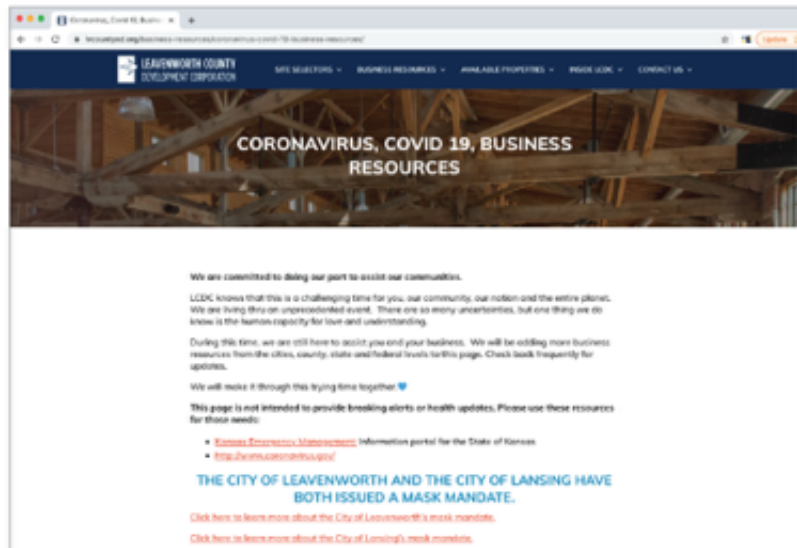 Coronavirus, Covid 19, Busin
LEAVENWORTH COUNTY
DEVELOPMENT CORPORATION
SITE SELECTORS
BUSINESS RESOURCES
AVAILABLE PROPERTIES
INSIDE LCDC
CONTACT US
CORONAVIRUS, COVID 19, BUSINESS
RESOURCES
We are committed to doing our part to assist our communities.
LCDC knows that this is a challenging time for you, our community, our nation and the entire planet.
We are living thru an unprecedented event. There are so many uncertainties, but one thing we do
know is the human capacity for love and understanding.
During this time, we are still here to assist you and your business. We will be adding more business
resources from the cities, county, state and federal levels to this page. Check back frequently for
updates.
We will make it through this trying time together.💙
This page is not intended to provide breaking alerts or health updates. Please use these resources
for those needs:
• Kansas Emergency Management: Information portal for the State of Kansas
• http://www.coronavirus.gov/
THE CITY OF LEAVENWORTH AND THE CITY OF LANSING HAVE
BOTH ISSUED A MASK MANDATE.
Click here to learn more about the City of Leavenworth's mask mandate.
Click here to learn more about the City of Lansing's mask mandate.